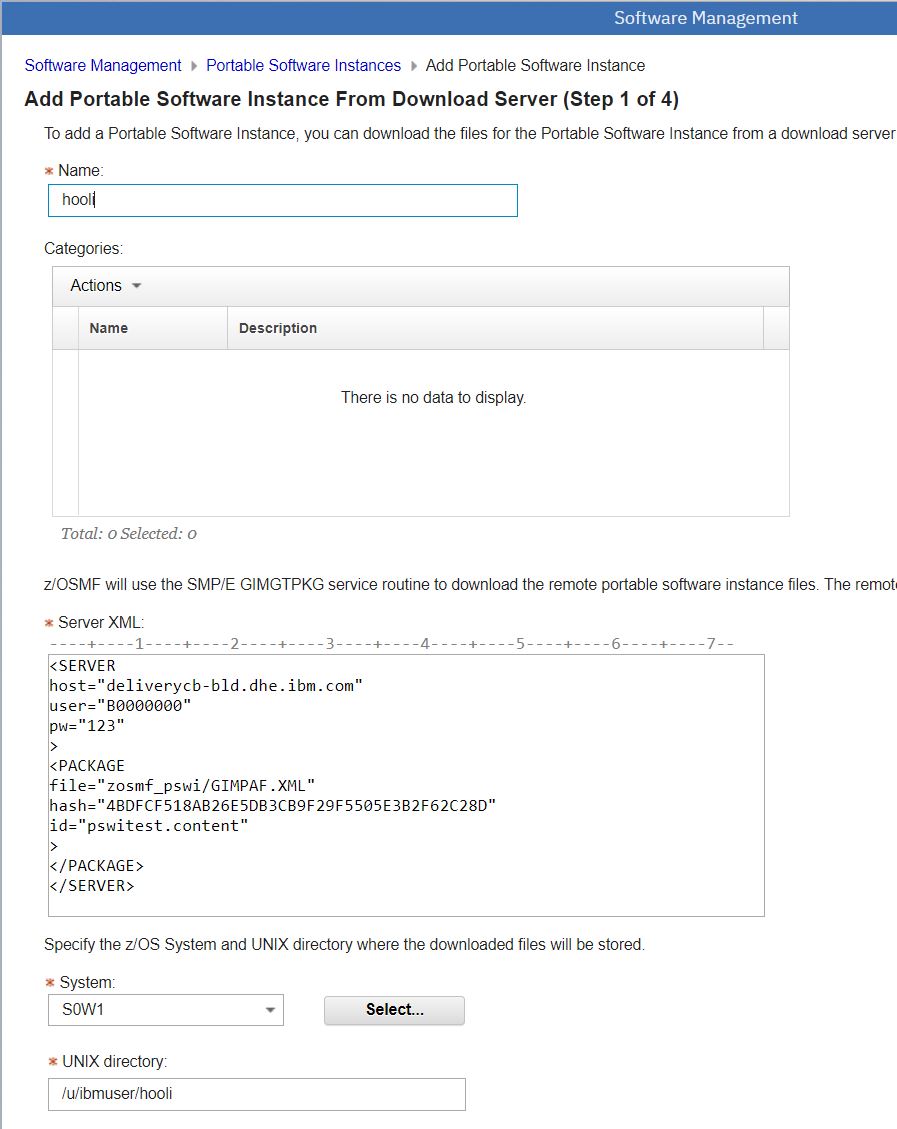 Software Management
Software Management Portable Software Instances Add Portable Software Instance
Add Portable Software Instance From Download Server (Step 1 of 4)
To add a Portable Software Instance, you can download the files for the Portable Software Instance from a download server
* Name:
hooli
Categories:
Actions
Name Description
There is no data to display.
Total: 0 Selected: 0
z/OSMF will use the SMP/E GIMGTPKG service routine to download the remote portable software instance files. The remote
* Server XML:
----+----1----+----2----+----3----+----4----+----5----+----6----+----7--
<SERVER
host="deliverycb-bld.dhe.ibm.com"
user="B0000000"
pw="123"
>
<PACKAGE
file="zosmf_pswi/GIMPAF.XML"
hash="4BDFCF518AB26E5DB3CB9F29F5505E3B2F62C28D"
id="pswitest.content"
>
</PACKAGE>
</SERVER>
Specify the z/OS System and UNIX directory where the downloaded files will be stored.
* System:
S0W1 Select...
* UNIX directory:
/u/ibmuser/hooli